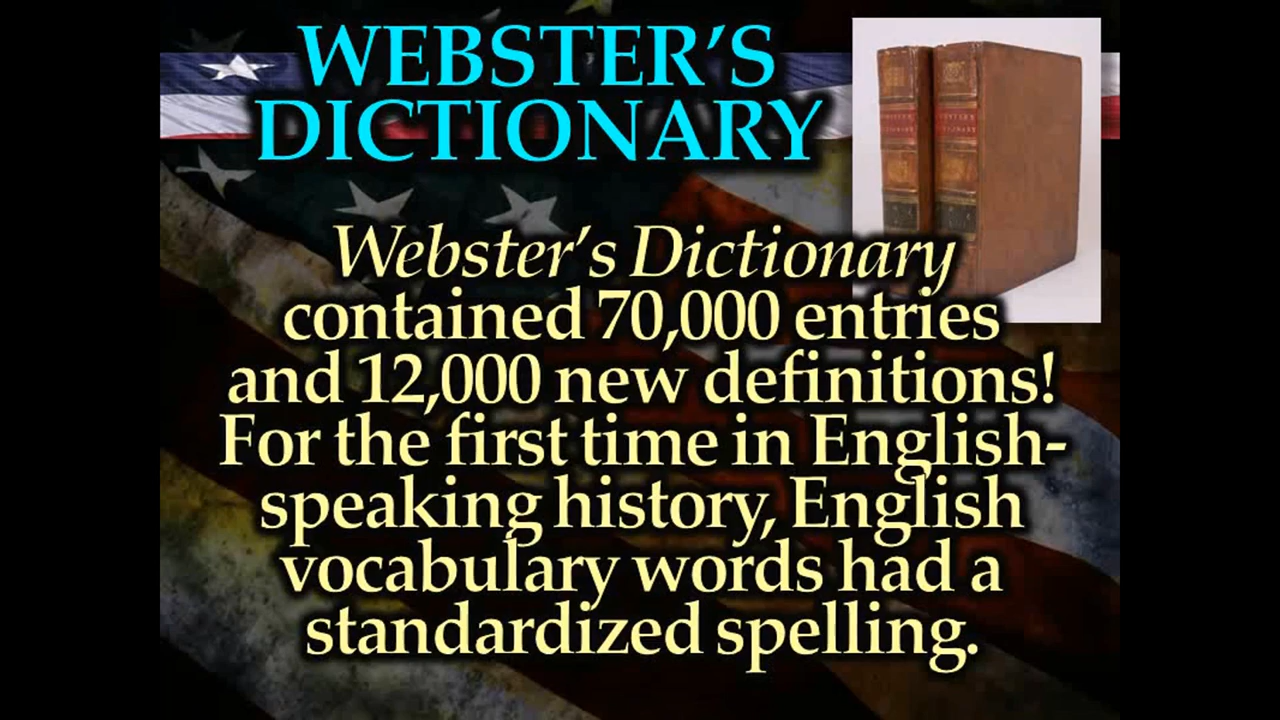 WEBSTER’S
DICTIONARY
Webster’s Dictionary
contained 70,000 entries
and 12,000 new definitions!
For the first time in English-
speaking history, English
vocabulary words had a
standardized spelling.